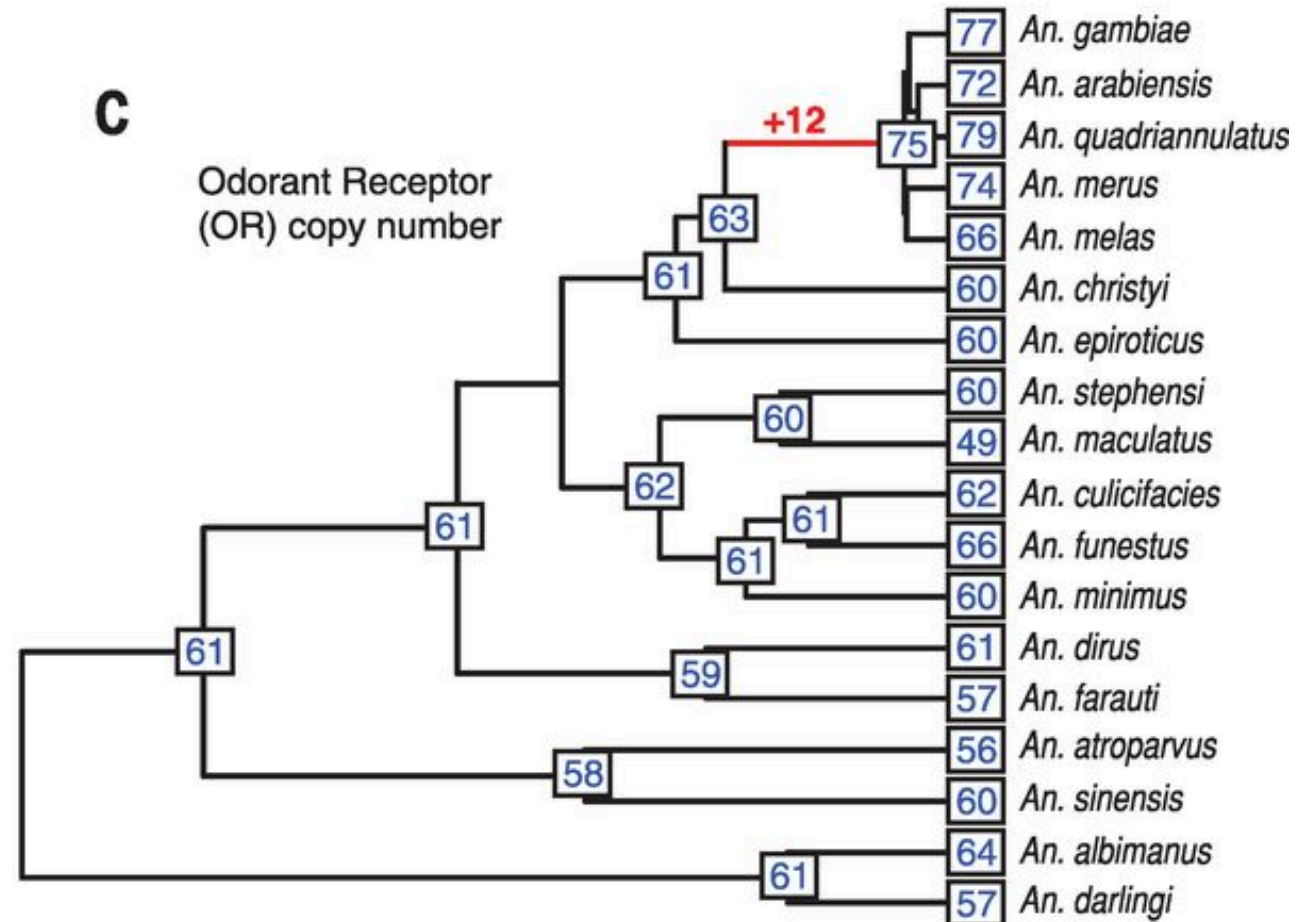 C
Odorant Receptor
(OR) copy number
+12
77 An. gambiae
72 An. arabiensis
75
79 An. quadriannulatus
74 An. merus
63
66 An. melas
61
60 An. christyi
60 An. epiroticus
60 An. stephensi
60
49 An. maculatus
62
62 An. culicifacies
61
61
66 An. funestus
61
60 An. minimus
61
61 An. dirus
59
57 An. farauti
56 An. atroparvus
58
60 An. sinensis
64 An. albimanus
61
57 An. darlingi